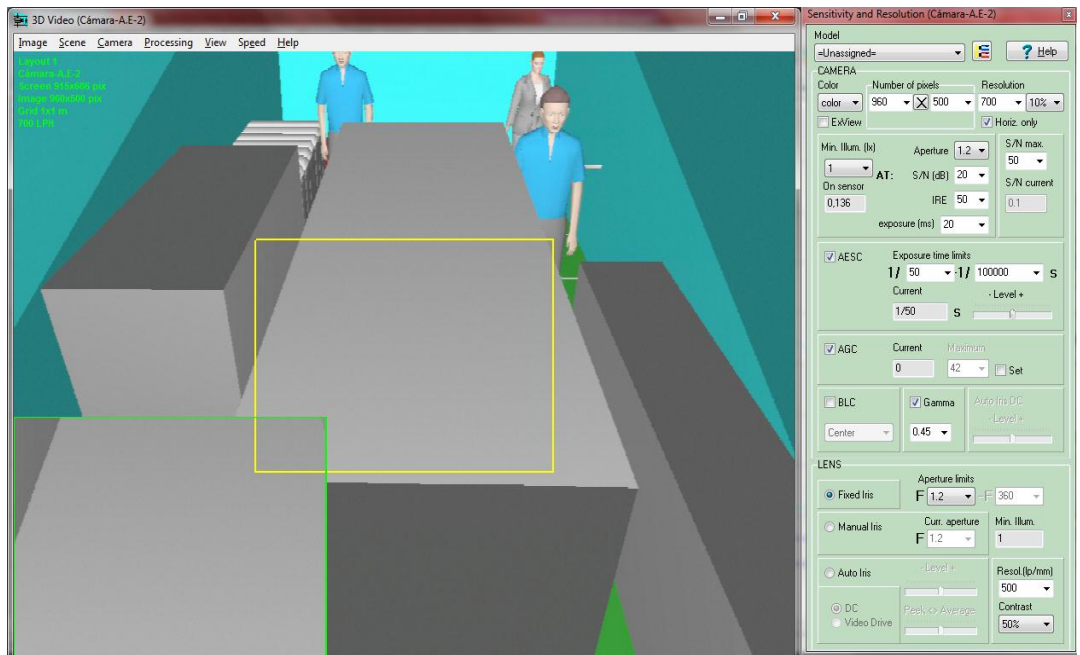 3D Video (Cámara-A.E-2)
Image Scene Camera Processing View Speed Help
Layout 1
Cámara-A.E-2
Screen 915x606 pix
Image 960x500 pix
Grid 1x1 m
700 LPH
Sensitivity and Resolution (Cámara-A.E-2)
Model
=Unassigned= ? Help
CAMERA
Color Number of pixels Resolution
color 960 X 500 700 10%
ExView Horiz. only
Min. Illum. (lx) Aperture 1.2 S/N max.
1 AT: S/N (dB) 20 50
On sensor S/N current
0,136 IRE 50 0.1
exposure (ms) 20
AESC Exposure time limits
1/ 50 -1/ 100000 s
Current - Level +
1/50 s
AGC Current Maximum
0 42 Set
BLC Gamma Auto Iris DC
- Level +
Center 0.45
LENS
Aperture limits
Fixed Iris F 1.2 -F 360
Manual Iris Curr. aperture Min. Illum.
F 1.2 1
Auto Iris - Level + Resol.(lp/mm)
500
DC Peek <> Average Contrast
Video Drive 50%